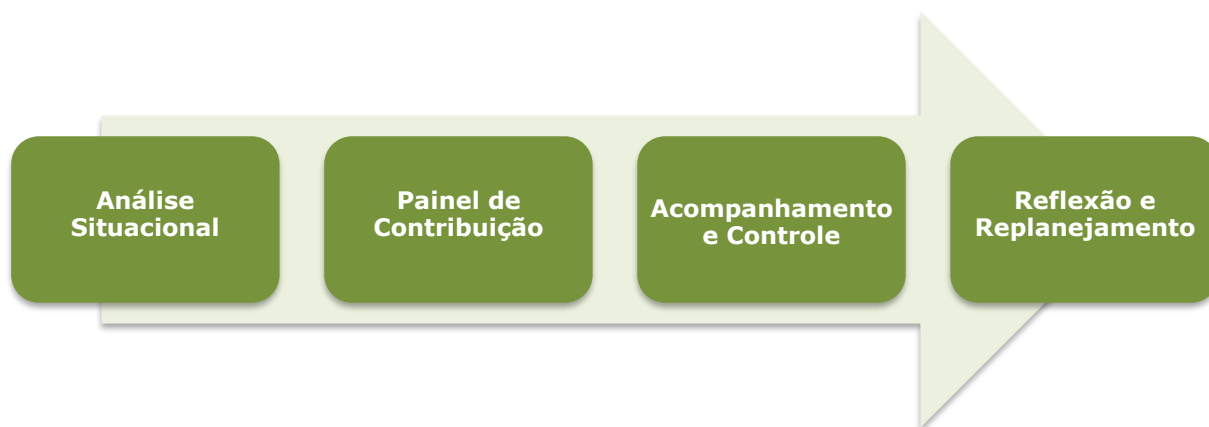 Análise
Situacional
Painel de
Contribuição
Acompanhamento
e Controle
Reflexão e
Replanejamento